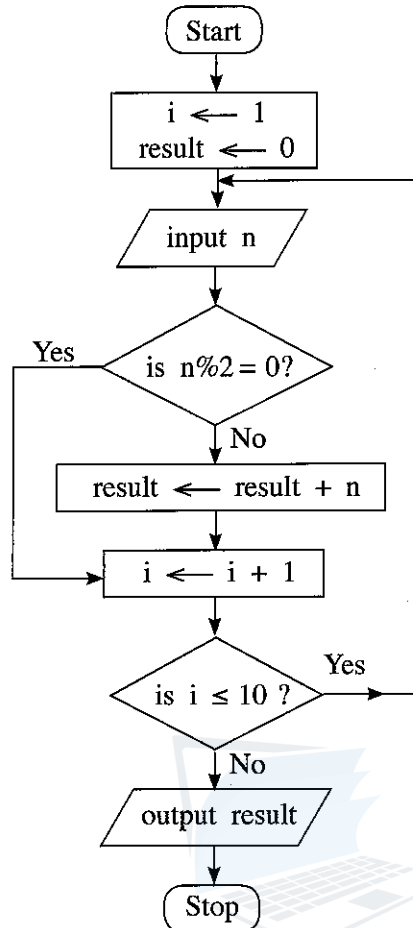 Start
i ← 1
result ← 0
input n
Yes
is n%2 = 0?
No
result ← result + n
i ← i + 1
Yes
is i ≤ 10 ?
No
output result
Stop